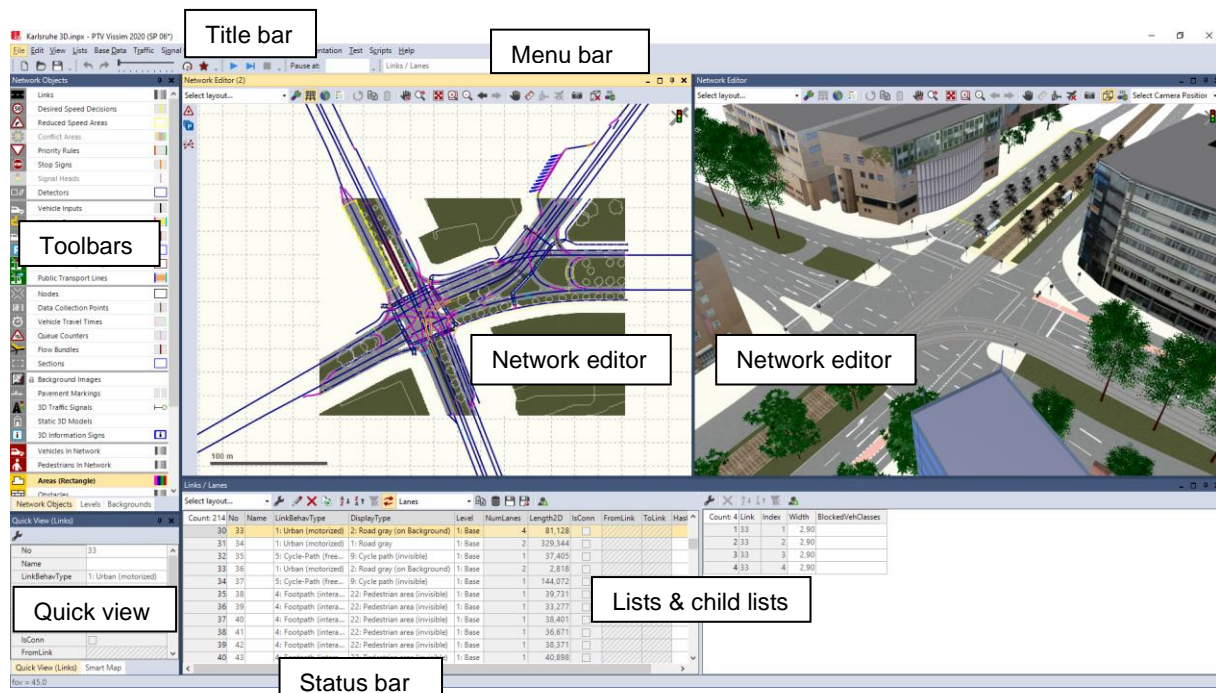 Karlsruhe 3D.inpx - PTV Vissim 2020 (SP 06*)
Title bar
File Edit View Lists Base Data Traffic Signal
entation Test Scripts Help
Menu bar
Pause at:
Links / Lanes
Network Objects
Network Editor (2)
Network Editor
Select layout...
Select layout...
Select Camera Position
Links
Desired Speed Decisions
Reduced Speed Areas
Conflict Areas
Priority Rules
Stop Signs
Signal Heads
Detectors
Vehicle Inputs
Toolbars
Public Transport Lines
Nodes
Data Collection Points
Vehicle Travel Times
Queue Counters
Flow Bundles
Sections
Background Images
Pavement Markings
3D Traffic Signals
Static 3D Models
3D Information Signs
Vehicles In Network
Pedestrians In Network
Areas (Rectangle)
Obstacles
Network Objects Levels Backgrounds
Network editor
Network editor
100 m
Links / Lanes
Select layout...
Lanes
Count: 214 No Name LinkBehavType DisplayType Level NumLanes Length2D IsConn FromLink ToLink Has
30 33 1: Urban (motorized) 2: Road gray (on Background) 1: Base 4 81,128
31 34 1: Urban (motorized) 1: Road gray 1: Base 2 329,344
32 35 5: Cycle-Path (free... 9: Cycle path (invisible) 1: Base 1 37,405
33 36 1: Urban (motorized) 2: Road gray (on Background) 1: Base 2 2,818
34 37 5: Cycle-Path (free... 9: Cycle path (invisible) 1: Base 1 144,072
35 38 4: Footpath (intera... 22: Pedestrian area (invisible) 1: Base 1 39,731
36 39 4: Footpath (intera... 22: Pedestrian area (invisible) 1: Base 1 33,277
37 40 4: Footpath (intera... 22: Pedestrian area (invisible) 1: Base 1 38,401
38 41 4: Footpath (intera... 22: Pedestrian area (invisible) 1: Base 1 36,671
39 42 4: Footpath (intera... 22: Pedestrian area (invisible) 1: Base 1 38,371
40 43 4: Footpath (intera... 22: Pedestrian area (invisible) 1: Base 1 40,898
Count: 4 Link Index Width BlockedVehClasses
1 33 1 2,90
2 33 2 2,90
3 33 3 2,90
4 33 4 2,90
Lists & child lists
Quick View (Links)
No 33
Name
LinkBehavType 1: Urban (motorized)
Quick view
IsConn
FromLink
Quick View (Links) Smart Map
Status bar
fov = 45.0